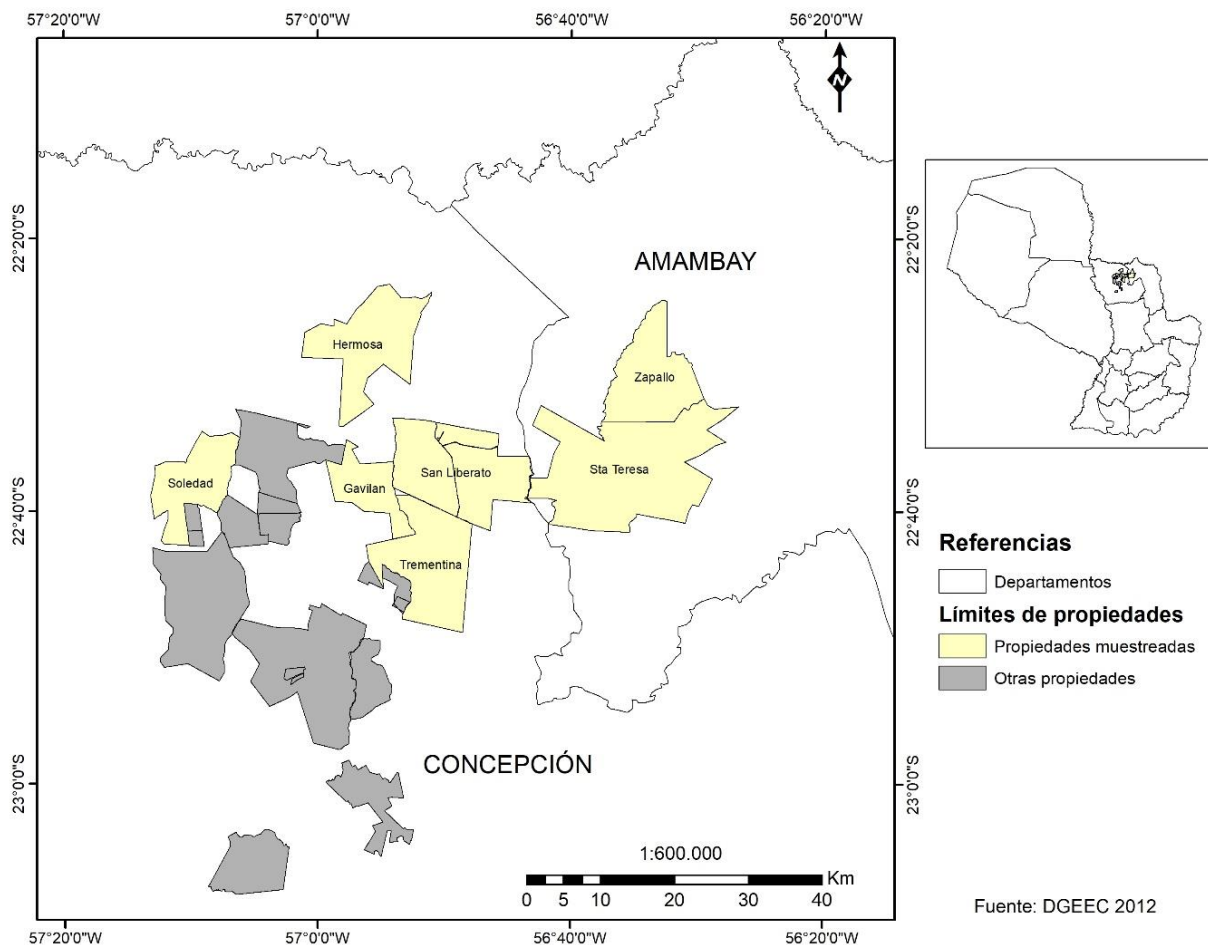 57°20'0"W
57°0'0"W
56°40'0"W
56°20'0"W
N
22°20'0"S
22°20'0"S
AMAMBAY
Hermosa
Zapallo
Soledad
Gavilan
San Liberato
Sta Teresa
22°40'0"S
22°40'0"S
Trementina
Referencias
Departamentos
Límites de propiedades
Propiedades muestreadas
Otras propiedades
CONCEPCIÓN
23°0'0"S
23°0'0"S
1:600.000
Km
0 5 10 20 30 40
Fuente: DGEEC 2012
57°20'0"W
57°0'0"W
56°40'0"W
56°20'0"W